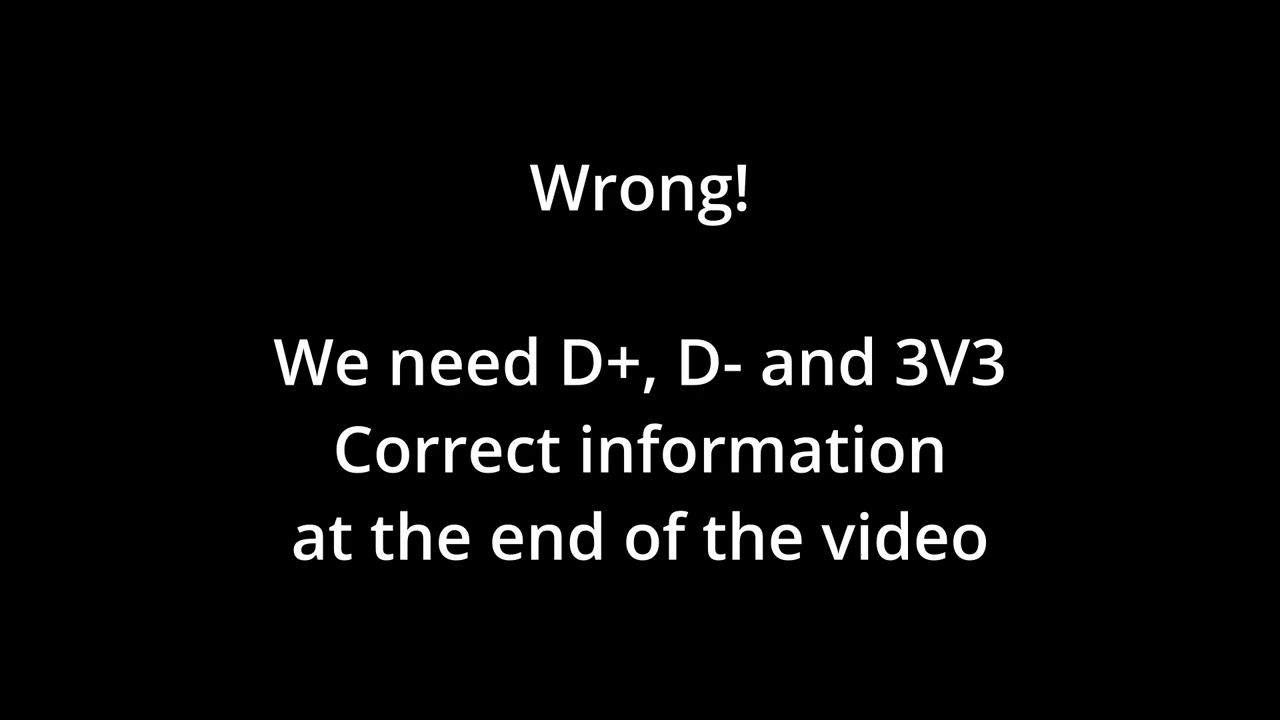 Wrong!
We need D+, D- and 3V3
Correct information
at the end of the video